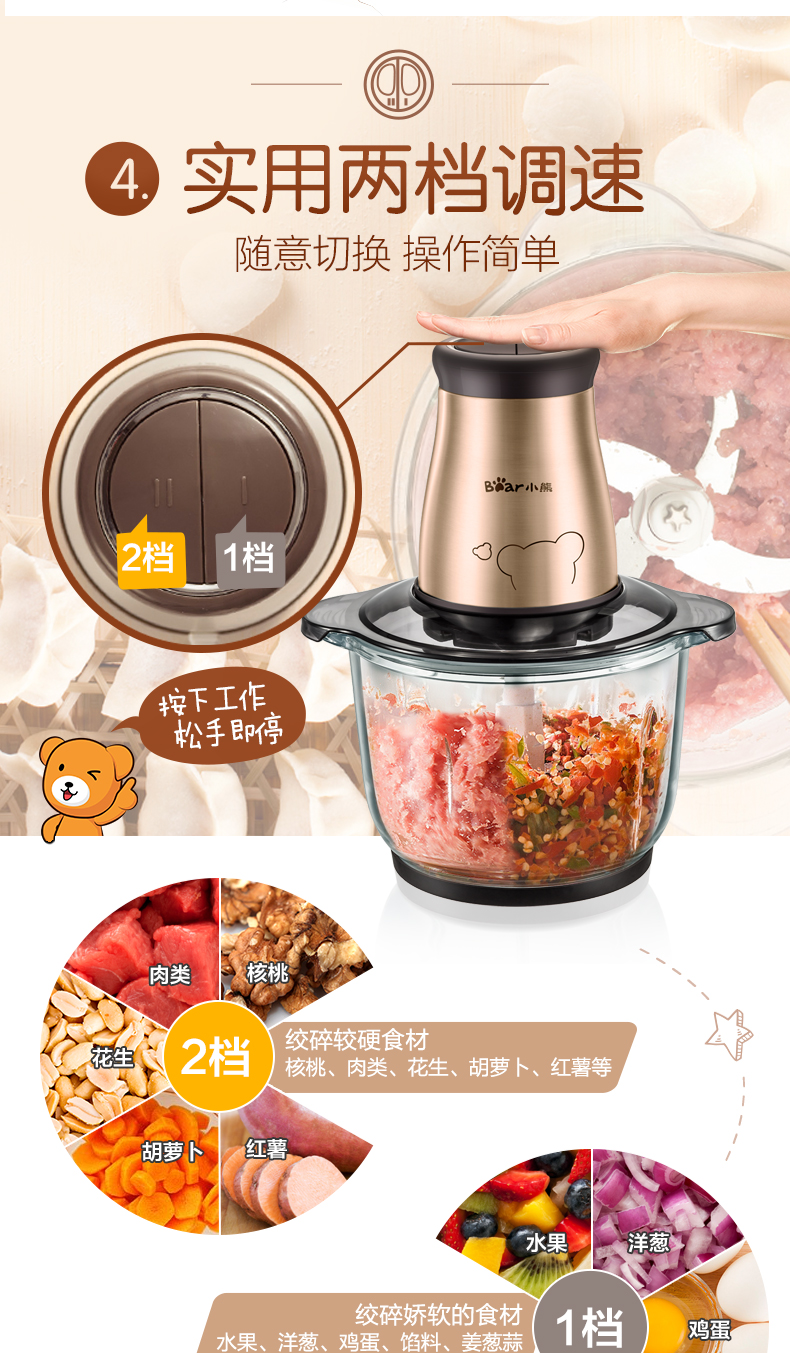 4. 实用两档调速
随意切换 操作简单
Bear小熊
II I
2档 1档
按下工作
松手即停
肉类 核桃
花生
2档
绞碎较硬食材
核桃、肉类、花生、胡萝卜、红薯等
胡萝卜 红薯
水果 洋葱
鸡蛋
1档
绞碎娇软的食材
水果、洋葱、鸡蛋、馅料、姜葱蒜